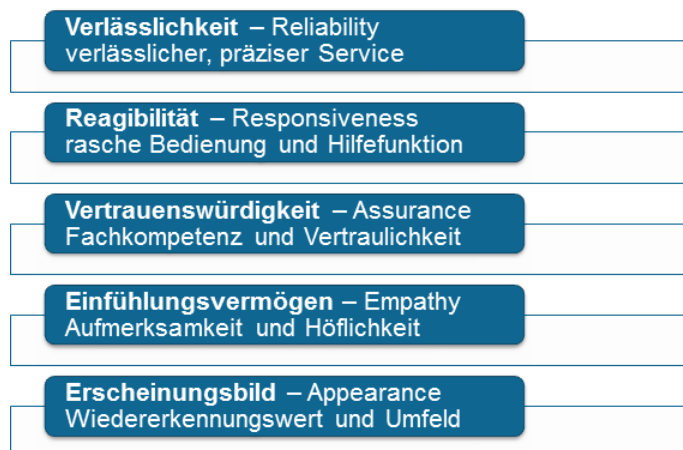 Verlässlichkeit – Reliability
verlässlicher, präziser Service
Reagibilität – Responsiveness
rasche Bedienung und Hilfefunktion
Vertrauenswürdigkeit – Assurance
Fachkompetenz und Vertraulichkeit
Einfühlungsvermögen – Empathy
Aufmerksamkeit und Höflichkeit
Erscheinungsbild – Appearance
Wiedererkennungswert und Umfeld